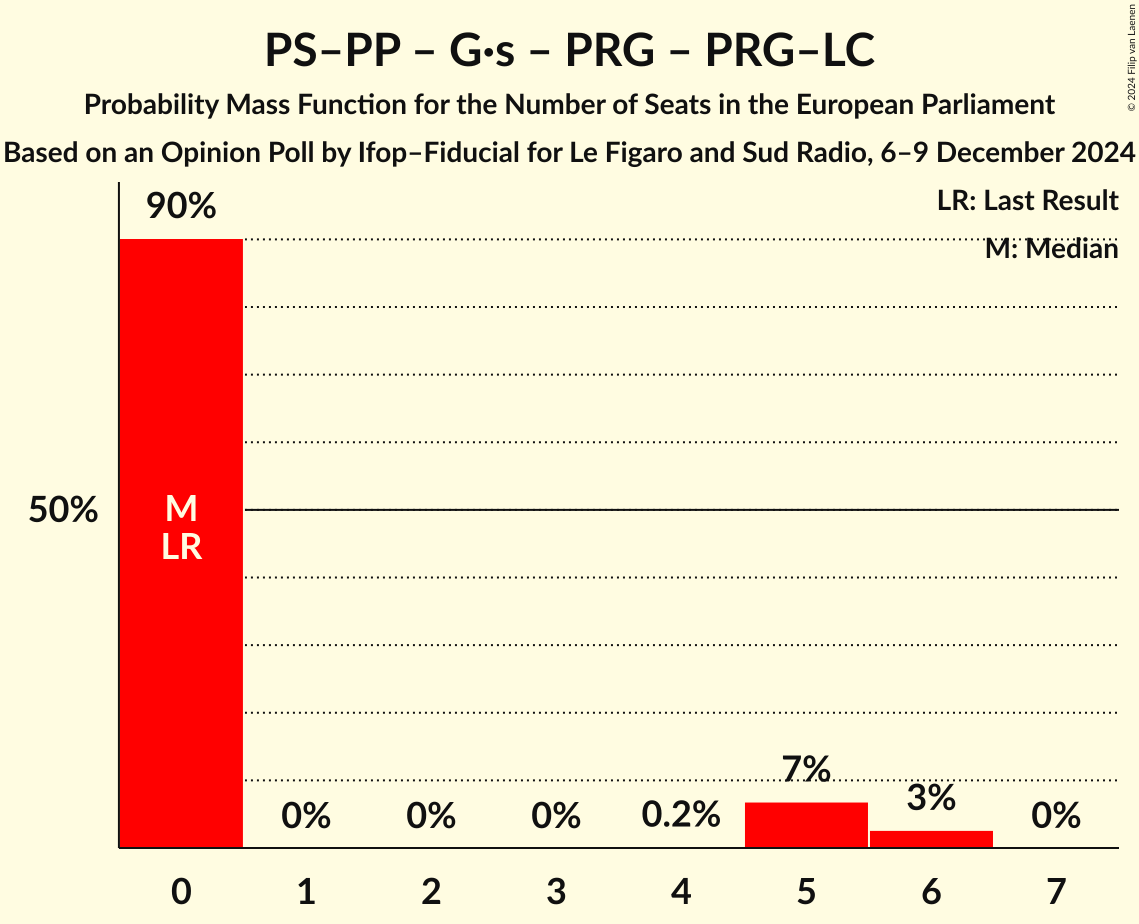 PS–PP – G·s – PRG – PRG–LC
Probability Mass Function for the Number of Seats in the European Parliament
Based on an Opinion Poll by Ifop–Fiducial for Le Figaro and Sud Radio, 6–9 December 2024
© 2024 Filip van Laenen
LR: Last Result
M: Median
90%
50%
M
LR
0%
0%
0%
0.2%
7%
3%
0%
0
1
2
3
4
5
6
7